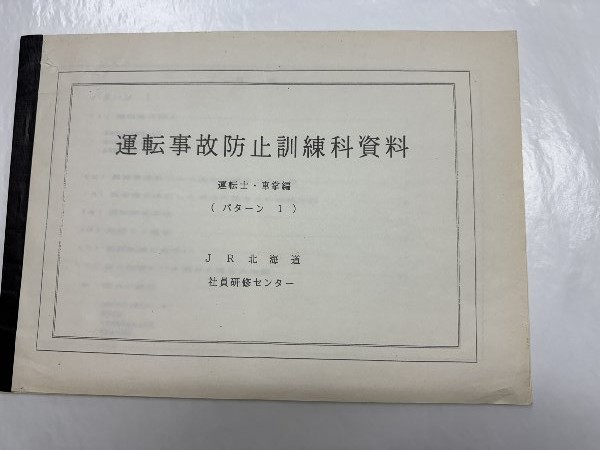 運転事故防止訓練科資料
運転士・車掌編
（パターン 1）
JR北海道
社員研修センター